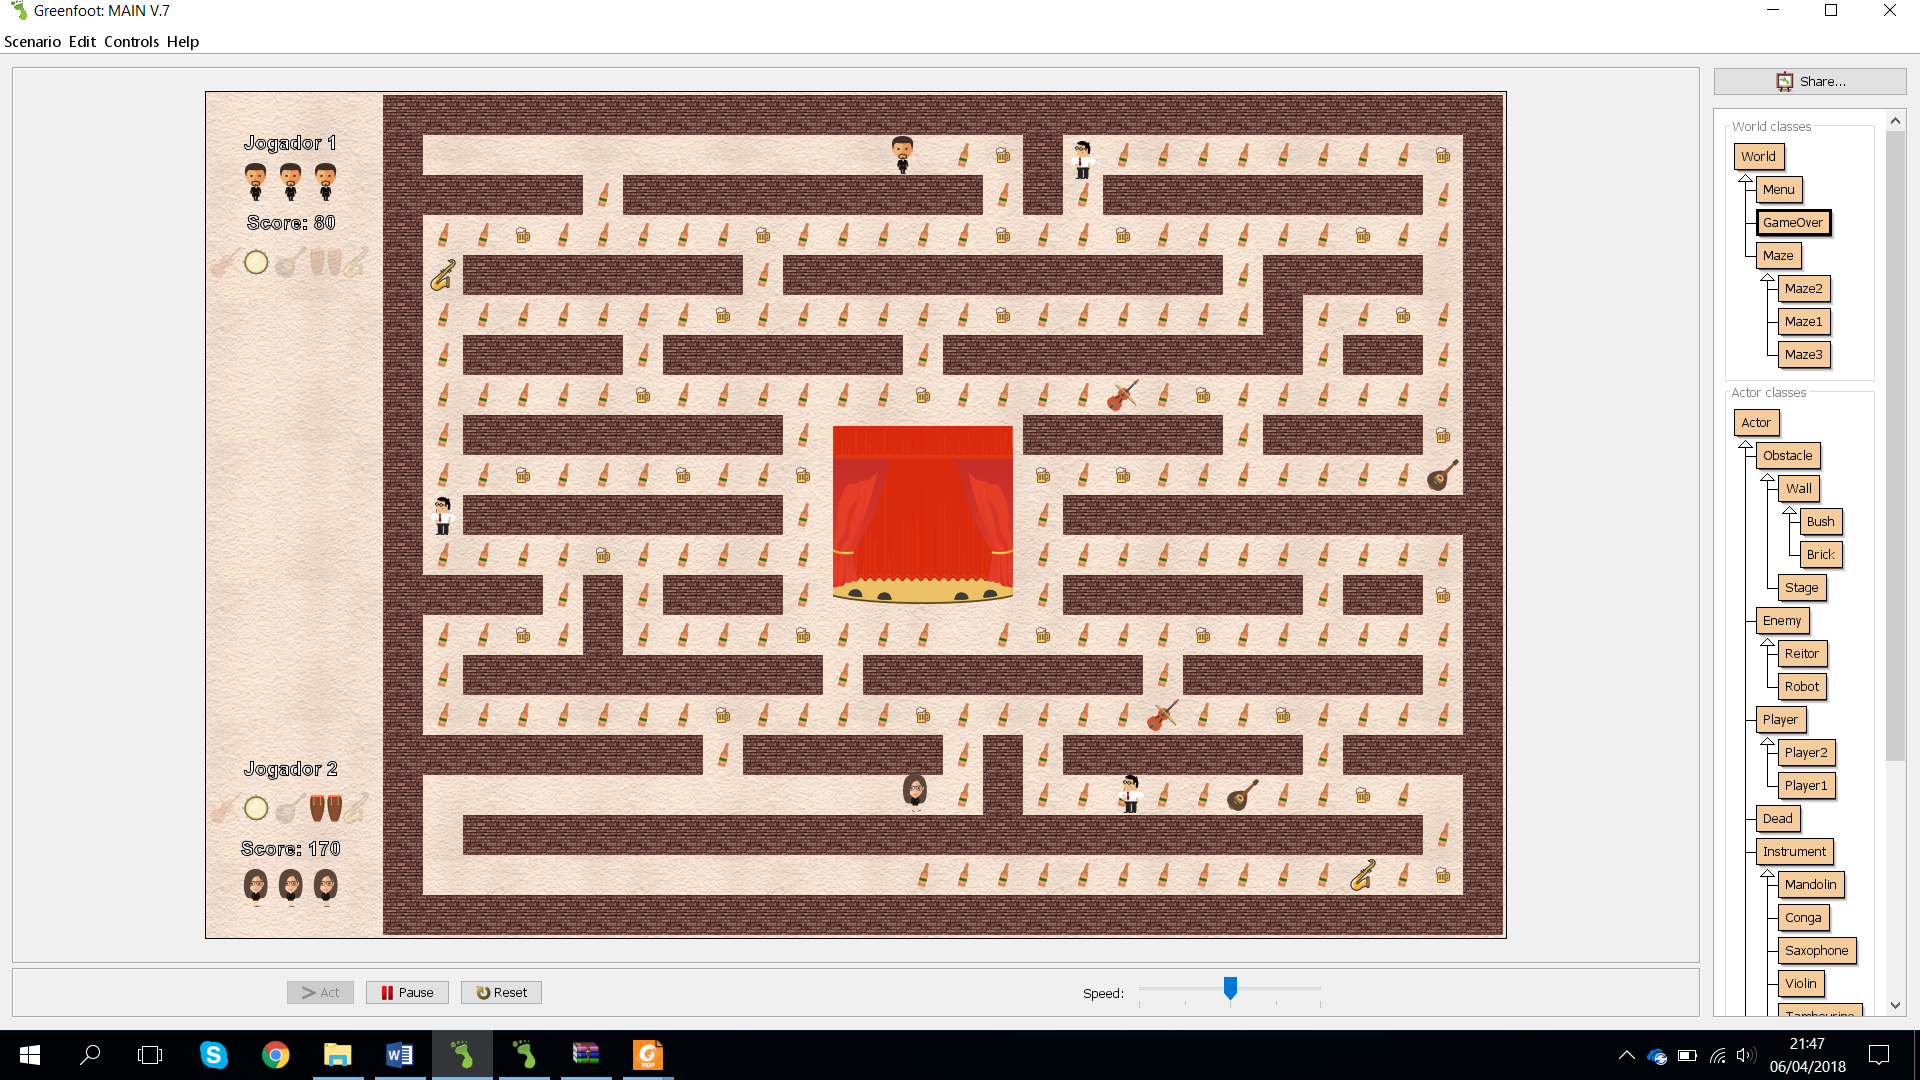 Greenfoot: MAIN V.7
Scenario Edit Controls Help
Jogador 1
Score: 80
Jogador 2
Score: 170
Act
Pause
Reset
Speed:
Share...
World classes
World
Menu
GameOver
Maze
Maze2
Maze1
Maze3
Actor classes
Actor
Obstacle
Wall
Bush
Brick
Stage
Enemy
Reitor
Robot
Player
Player2
Player1
Dead
Instrument
Mandolin
Conga
Saxophone
Violin
Tambourine
PDF
21:47
06/04/2018